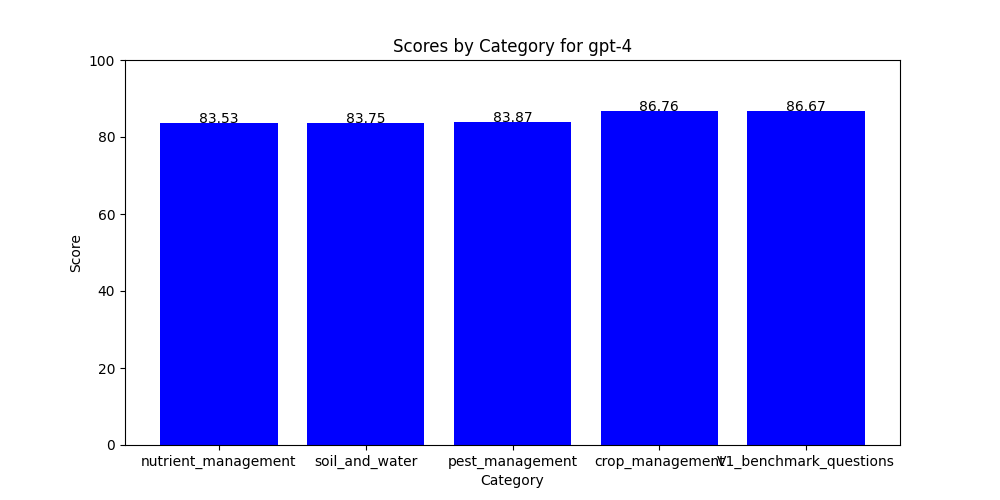 Scores by Category for gpt-4
100
80
60
40
20
0
Score
83.53
83.75
83.87
86.76
86.67
nutrient_management
soil_and_water
pest_management
crop_management
V1_benchmark_questions
Category